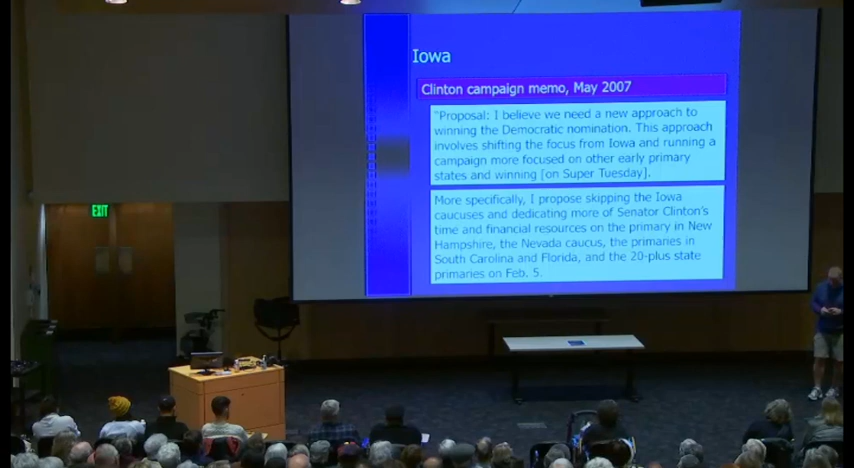 Iowa
Clinton campaign memo, May 2007
"Proposal: I believe we need a new approach to
winning the Democratic nomination. This approach
involves shifting the focus from Iowa and running a
campaign more focused on other early primary
states and winning [on Super Tuesday].
More specifically, I propose skipping the Iowa
caucuses and dedicating more of Senator Clinton's
time and financial resources on the primary in New
Hampshire, the Nevada caucus, the primaries in
South Carolina and Florida, and the 20-plus state
primaries on Feb. 5.
EXIT